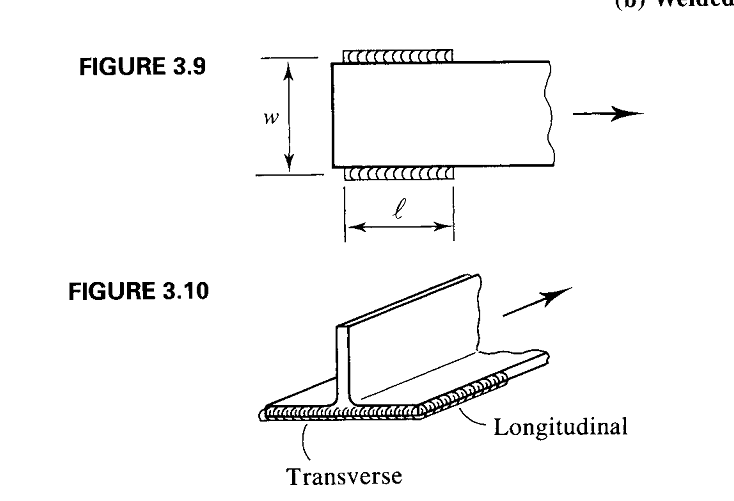 (b) Welded
FIGURE 3.9
w
ℓ
FIGURE 3.10
Longitudinal
Transverse